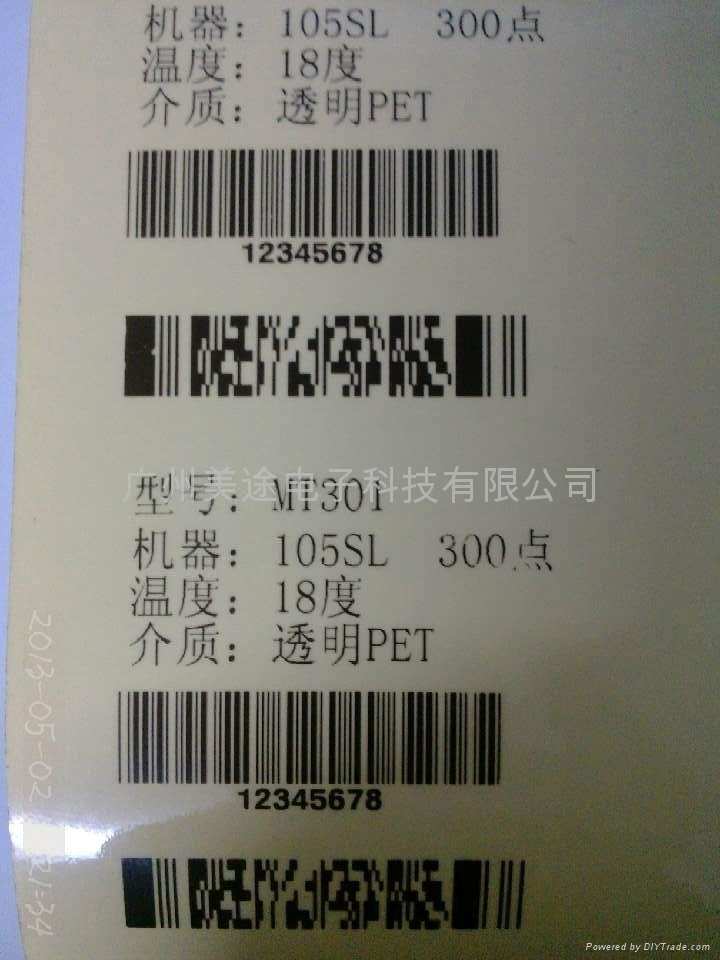 机器: 105SL 300点
温度: 18度
介质: 透明PET
12345678
广州美途电子科技有限公司
型号: MT301
机器: 105SL 300点
温度: 18度
介质: 透明PET
12345678
2013-05-02 21:34
Powered by DIYTrade.com